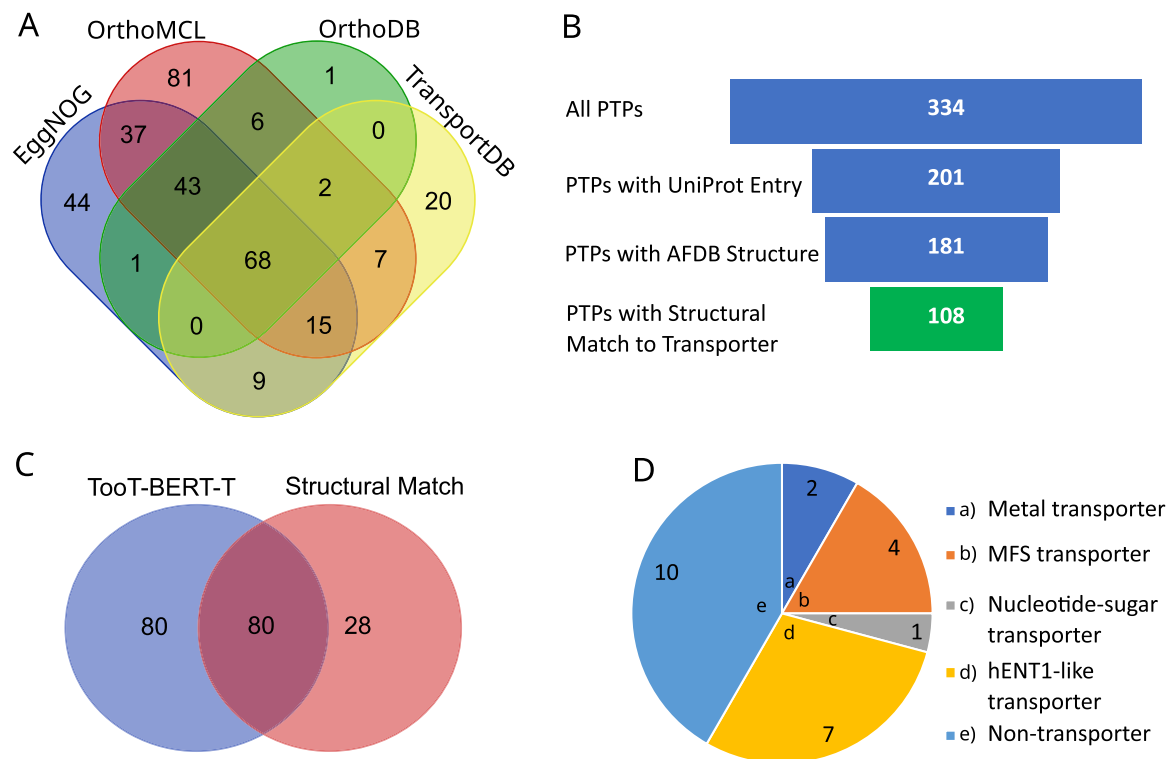 A
OrthoMCL
OrthoDB
EggNOG
TransportDB
81
1
37
6
0
44
43
2
20
1
68
7
0
15
9
B
All PTPs
334
PTPs with UniProt Entry
201
PTPs with AFDB Structure
181
PTPs with Structural
Match to Transporter
108
C
TooT-BERT-T
Structural Match
80
80
28
D
2
4
10
a
b
e
c
d
1
7
a) Metal transporter
b) MFS transporter
c) Nucleotide-sugar
transporter
d) hENT1-like
transporter
e) Non-transporter